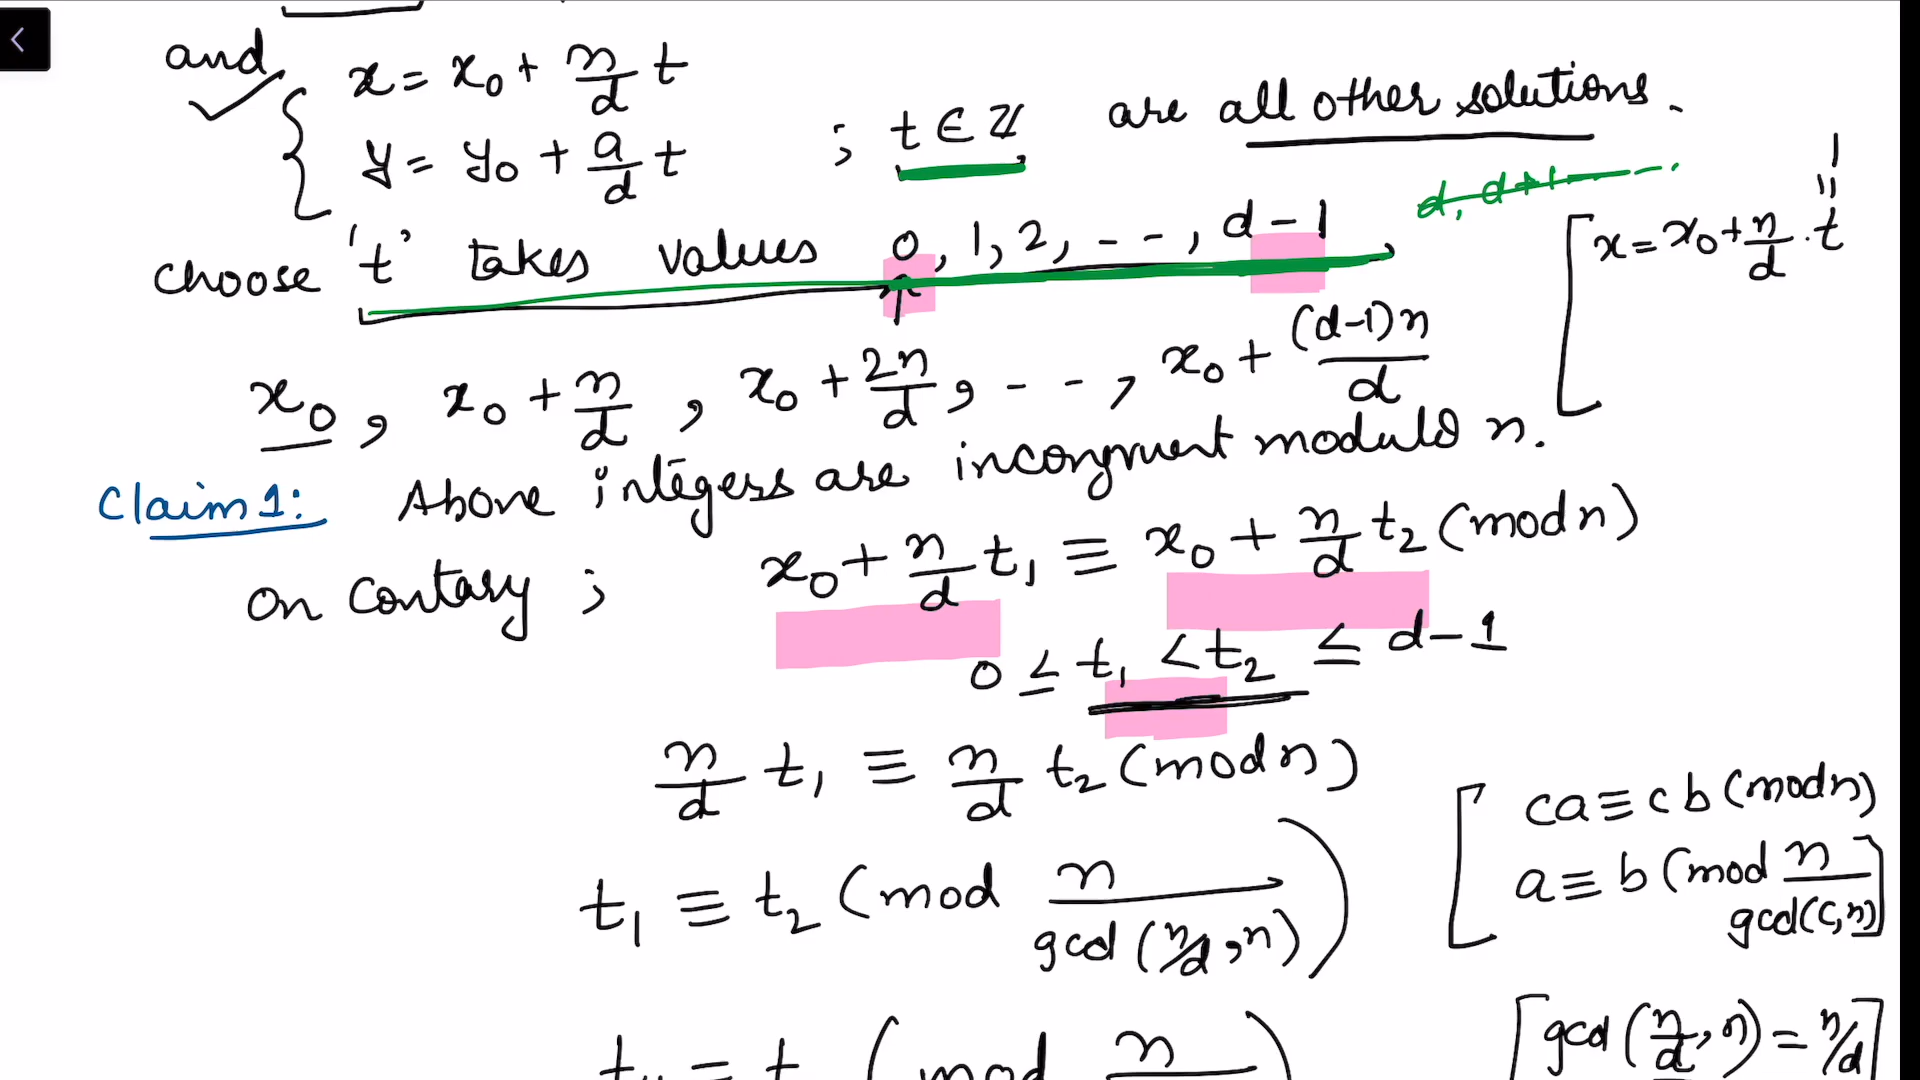 and { x = x₀ + n/d t
y = y₀ + a/d t ; t ∈ ℤ are all other solutions.
d, d+1 -----.
choose 't' takes values 0, 1, 2, - - -, d-1
1
||
[ x = x₀ + n/d . t
x₀ , x₀ + n/d , x₀ + 2n/d , - - - , x₀ + (d-1)n/d
Claim 1: Above integers are incongruent modulo n.
on contary ; x₀ + n/d t₁ ≡ x₀ + n/d t₂ (mod n)
0 ≤ t₁ < t₂ ≤ d-1
n/d t₁ ≡ n/d t₂ (mod n)
[ ca ≡ cb (mod n)
a ≡ b (mod n/gcd(c,n)) ]
t₁ ≡ t₂ (mod n/gcd(n/d, n))
[ gcd(n/d, n) = n/d ]